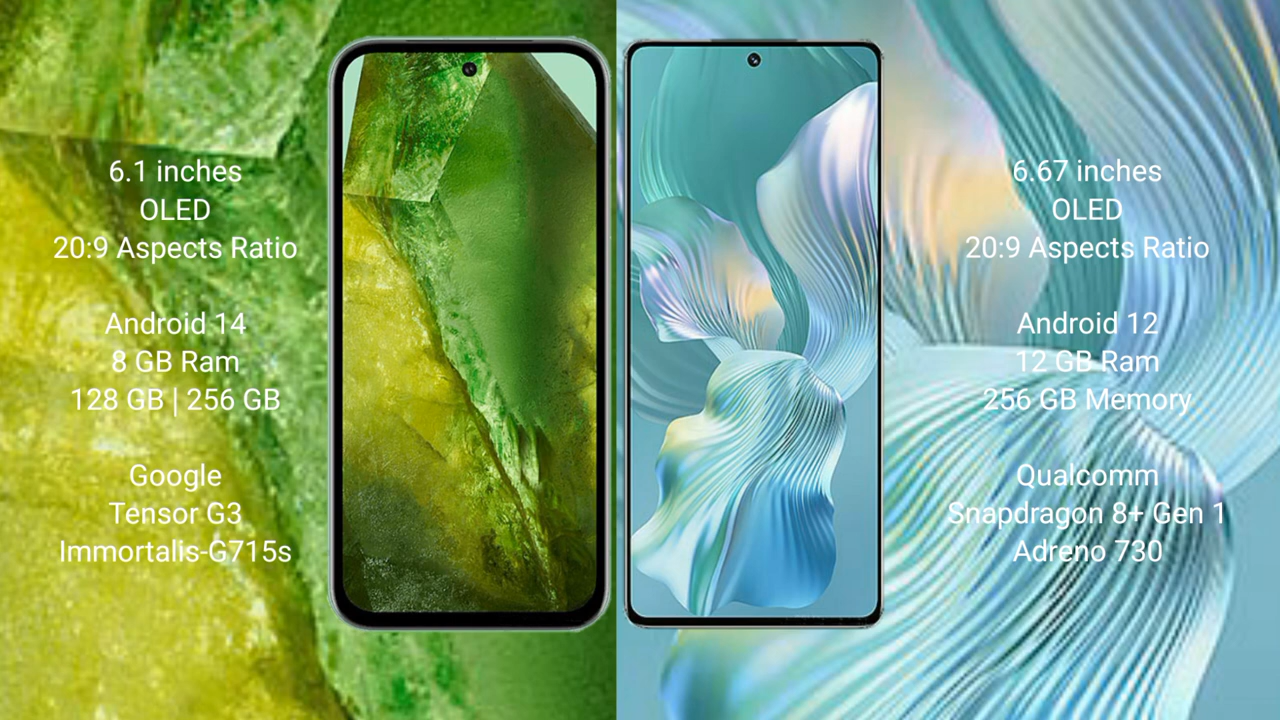 6.1 inches
OLED
20:9 Aspects Ratio
Android 14
8 GB Ram
128 GB | 256 GB
Google
Tensor G3
Immortalis-G715s
6.67 inches
OLED
20:9 Aspects Ratio
Android 12
12 GB Ram
256 GB Memory
Qualcomm
Snapdragon 8+ Gen 1
Adreno 730